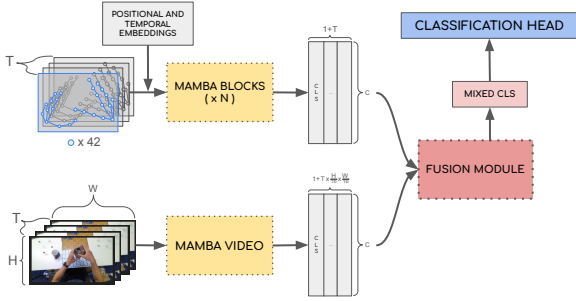 POSITIONAL AND
TEMPORAL
EMBEDDINGS
T
x 42
MAMBA BLOCKS
( x N )
1+T
C
L
S
..
C
CLASSIFICATION HEAD
MIXED CLS
FUSION MODULE
W
T
H
MAMBA VIDEO
1+T x H/16 x W/16
C
L
S
..
C